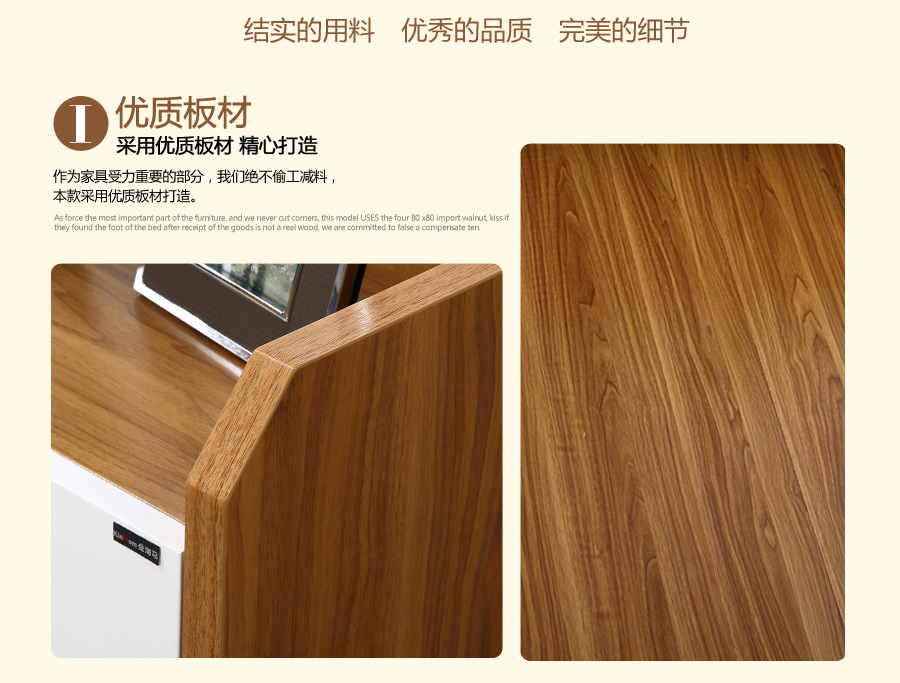 结实的用料 优秀的品质 完美的细节
I 优质板材
采用优质板材 精心打造
作为家具受力重要的部分，我们绝不偷工减料，
本款采用优质板材打造。
As force the most important part of the furniture, and we never cut corners, this model USES the four 80 x80 import walnut, kiss if
they found the foot of the bed after receipt of the goods is not a real wood, we are committed to false a compensate ten.